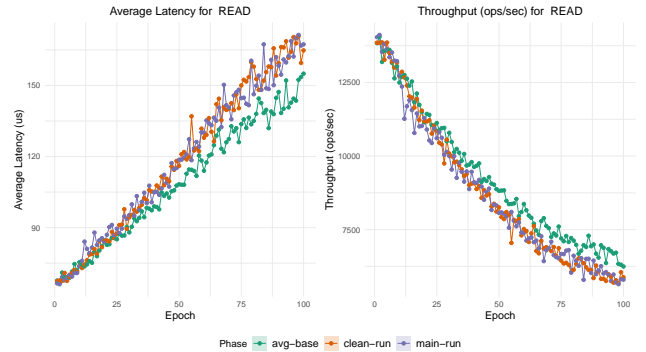 Average Latency for  READ
Average Latency (us)
150
120
90
0
25
50
75
100
Epoch
Throughput (ops/sec) for  READ
Throughput (ops/sec)
12500
10000
7500
0
25
50
75
100
Epoch
Phase
avg−base
clean−run
main−run